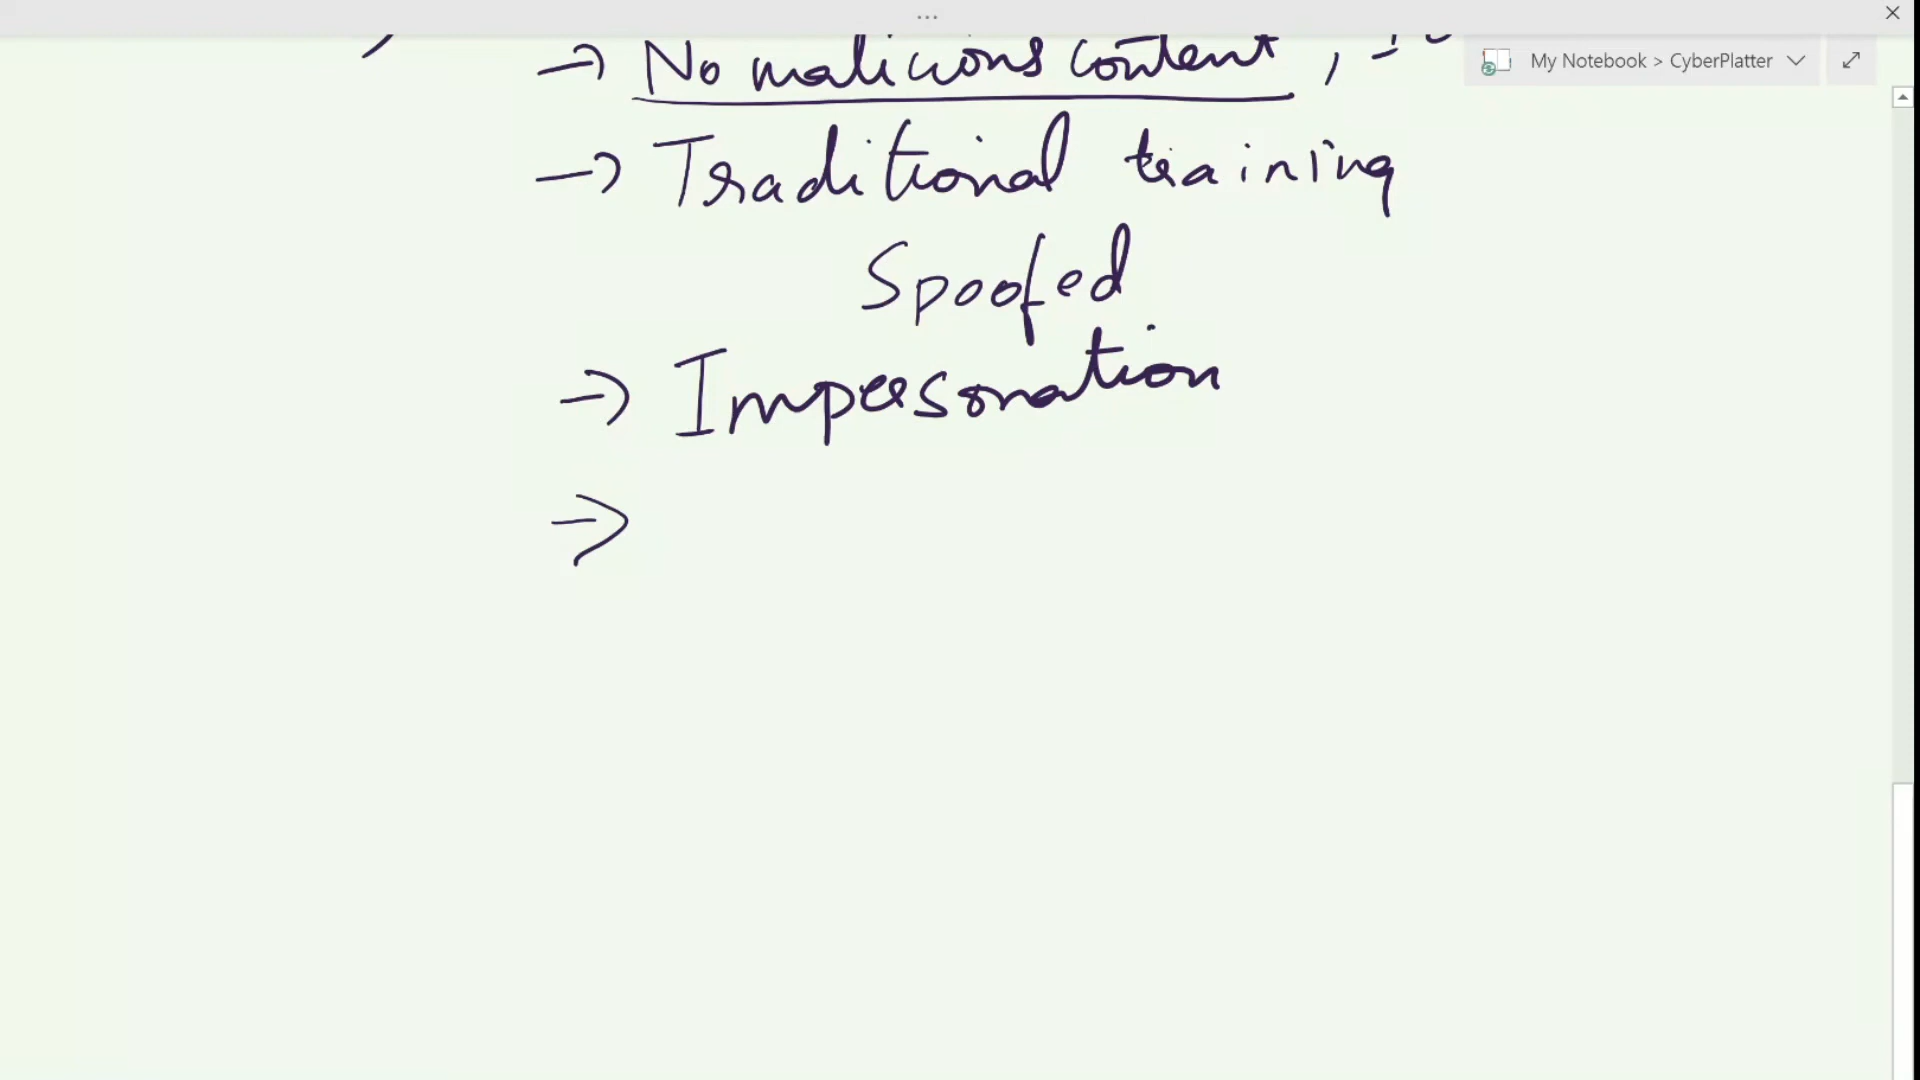 ...
→ No malicious content,
My Notebook > CyberPlatter
→ Traditional training
Spoofed
→ Impersonation
→